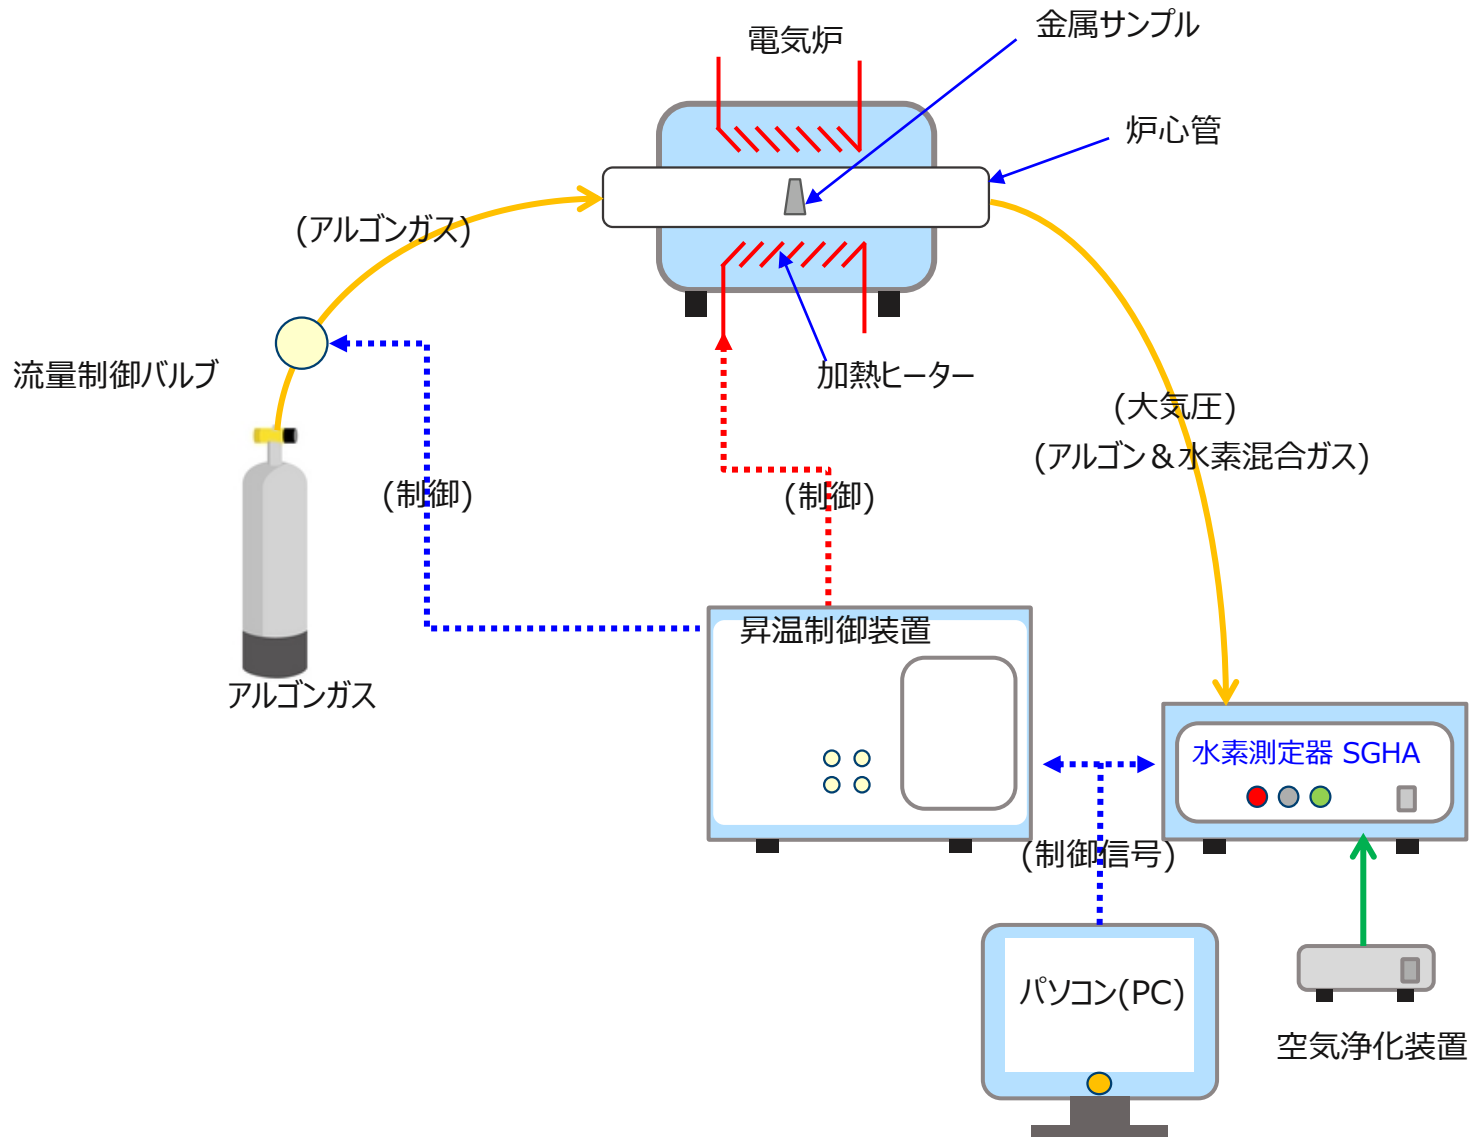 金属サンプル
電気炉
炉心管
(アルゴンガス)
流量制御バルブ
加熱ヒーター
(大気圧)
(アルゴン＆水素混合ガス)
(制御)
(制御)
昇温制御装置
アルゴンガス
水素測定器 SGHA
(制御信号)
パソコン(PC)
空気浄化装置